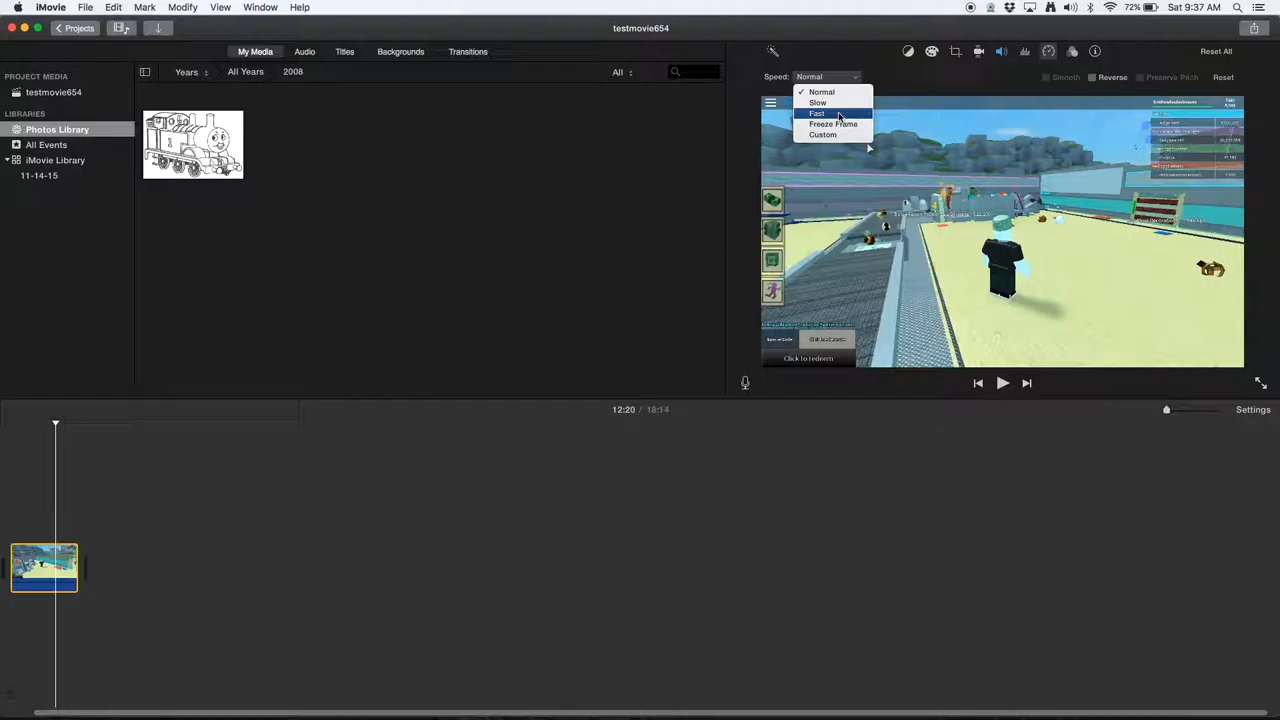 iMovie File Edit Mark Modify View Window Help
72% Sat 9:37 AM
Projects
testmovie654
My Media Audio Titles Backgrounds Transitions
Reset All
PROJECT MEDIA
testmovie654
LIBRARIES
Photos Library
All Events
iMovie Library
11-14-15
Years All Years 2008
All
Speed: Normal
Smooth Reverse Preserve Pitch Reset
Normal
Slow
Fast
Freeze Frame
Custom
Click to redeem
12:20 / 18:14
Settings